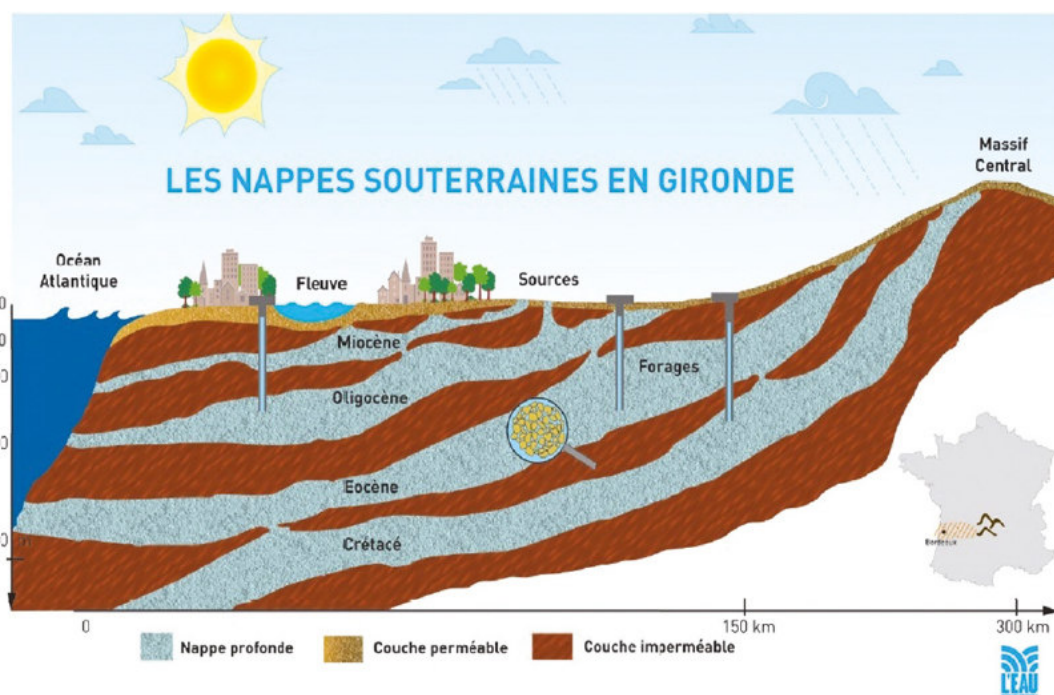 LES NAPPES SOUTERRAINES EN GIRONDE
Massif
Central
Océan
Atlantique
Fleuve
Sources
Miocène
Forages
Oligocène
Eocène
Crétacé
Bordeaux
0
150 km
300 km
Nappe profonde
Couche perméable
Couche imperméable
L'EAU